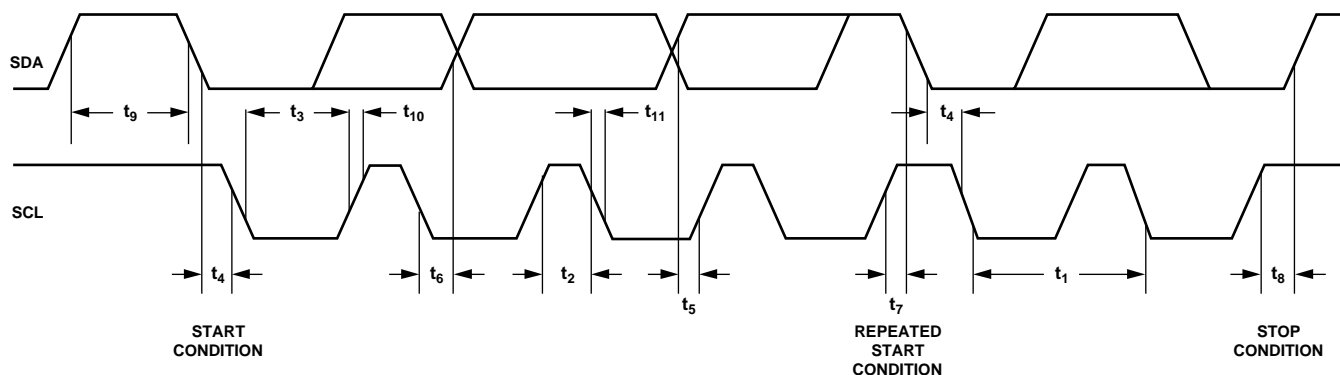 SDA
t9
t3
t10
t11
t4
SCL
t4
t6
t2
t5
t7
t1
t8
START
CONDITION
REPEATED
START
CONDITION
STOP
CONDITION